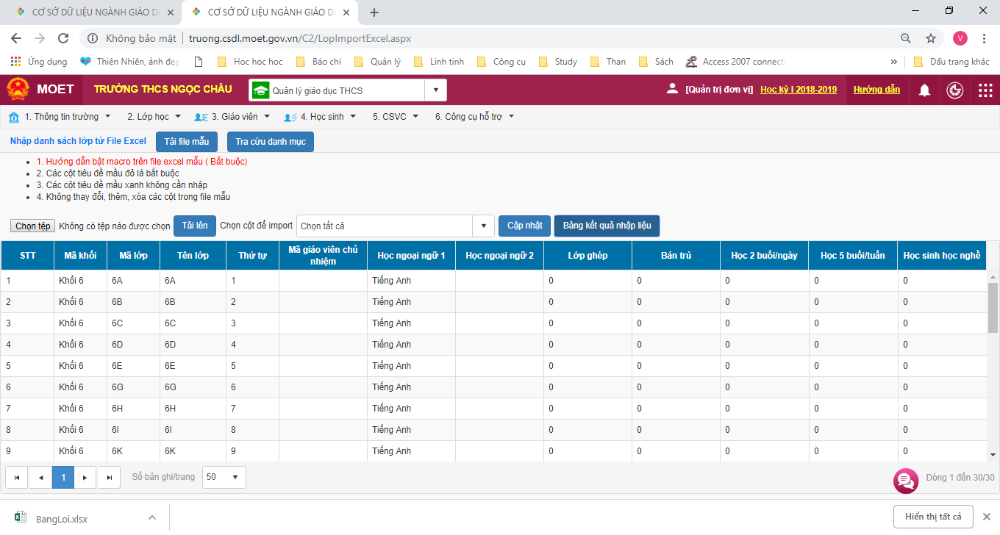 CƠ SỞ DỮ LIỆU NGÀNH GIÁO D
CƠ SỞ DỮ LIỆU NGÀNH GIÁO D
Không bảo mật truong.csdl.moet.gov.vn/C2/LopImportExcel.aspx V
Ứng dụng Thiên Nhiên, ảnh đẹp Hoc hoc hoc Báo chí Quản lý Linh tinh Công cụ Study Than Sách Access 2007 connect » Dấu trang khác
MOET TRƯỜNG THCS NGỌC CHÂU Quản lý giáo dục THCS [Quản trị đơn vị] Học kỳ I 2018-2019 Hướng dẫn
1. Thông tin trường 2. Lớp học 3. Giáo viên 4. Học sinh 5. CSVC 6. Công cụ hỗ trợ
Nhập danh sách lớp từ File Excel Tải file mẫu Tra cứu danh mục
1. Hướng dẫn bật macro trên file excel mẫu ( Bắt buộc)
2. Các cột tiêu đề mầu đỏ là bắt buộc
3. Các cột tiêu đề mầu xanh không cần nhập
4. Không thay đổi, thêm, xóa các cột trong file mẫu
Chọn tệp Không có tệp nào được chọn Tải lên Chọn cột để import Chọn tất cả Cập nhật Bảng kết quả nhập liệu
STT Mã khối Mã lớp Tên lớp Thứ tự Mã giáo viên chủ nhiệm Học ngoại ngữ 1 Học ngoại ngữ 2 Lớp ghép Bán trú Học 2 buổi/ngày Học 5 buổi/tuần Học sinh học nghề
1 Khối 6 6A 6A 1 Tiếng Anh 0 0 0 0 0
2 Khối 6 6B 6B 2 Tiếng Anh 0 0 0 0 0
3 Khối 6 6C 6C 3 Tiếng Anh 0 0 0 0 0
4 Khối 6 6D 6D 4 Tiếng Anh 0 0 0 0 0
5 Khối 6 6E 6E 5 Tiếng Anh 0 0 0 0 0
6 Khối 6 6G 6G 6 Tiếng Anh 0 0 0 0 0
7 Khối 6 6H 6H 7 Tiếng Anh 0 0 0 0 0
8 Khối 6 6I 6I 8 Tiếng Anh 0 0 0 0 0
9 Khối 6 6K 6K 9 Tiếng Anh 0 0 0 0 0
1 Số bản ghi/trang 50 Dòng 1 đến 30/30
BangLoi.xlsx Hiển thị tất cả